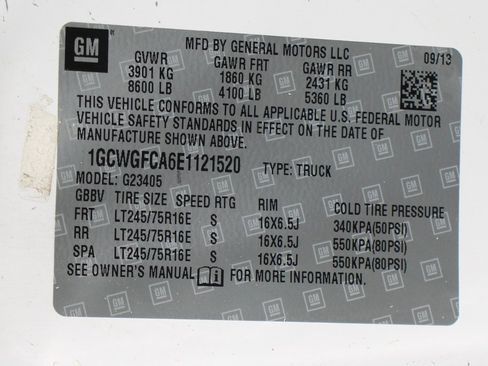 GM
MFD BY GENERAL MOTORS LLC
09/13
GVWR GAWR FRT GAWR RR
3901 KG 1860 KG 2431 KG
8600 LB 4100 LB 5360 LB
THIS VEHICLE CONFORMS TO ALL APPLICABLE U.S. FEDERAL MOTOR
VEHICLE SAFETY STANDARDS IN EFFECT ON THE DATE OF
MANUFACTURE SHOWN ABOVE.
1GCWGFCA6E1121520 TYPE: TRUCK
MODEL: G23405
GBBV TIRE SIZE SPEED RTG RIM COLD TIRE PRESSURE
FRT LT245/75R16E S 16X6.5J 340KPA(50PSI)
RR LT245/75R16E S 16X6.5J 550KPA(80PSI)
SPA LT245/75R16E S 16X6.5J 550KPA(80PSI)
SEE OWNER'S MANUAL FOR MORE INFORMATION.